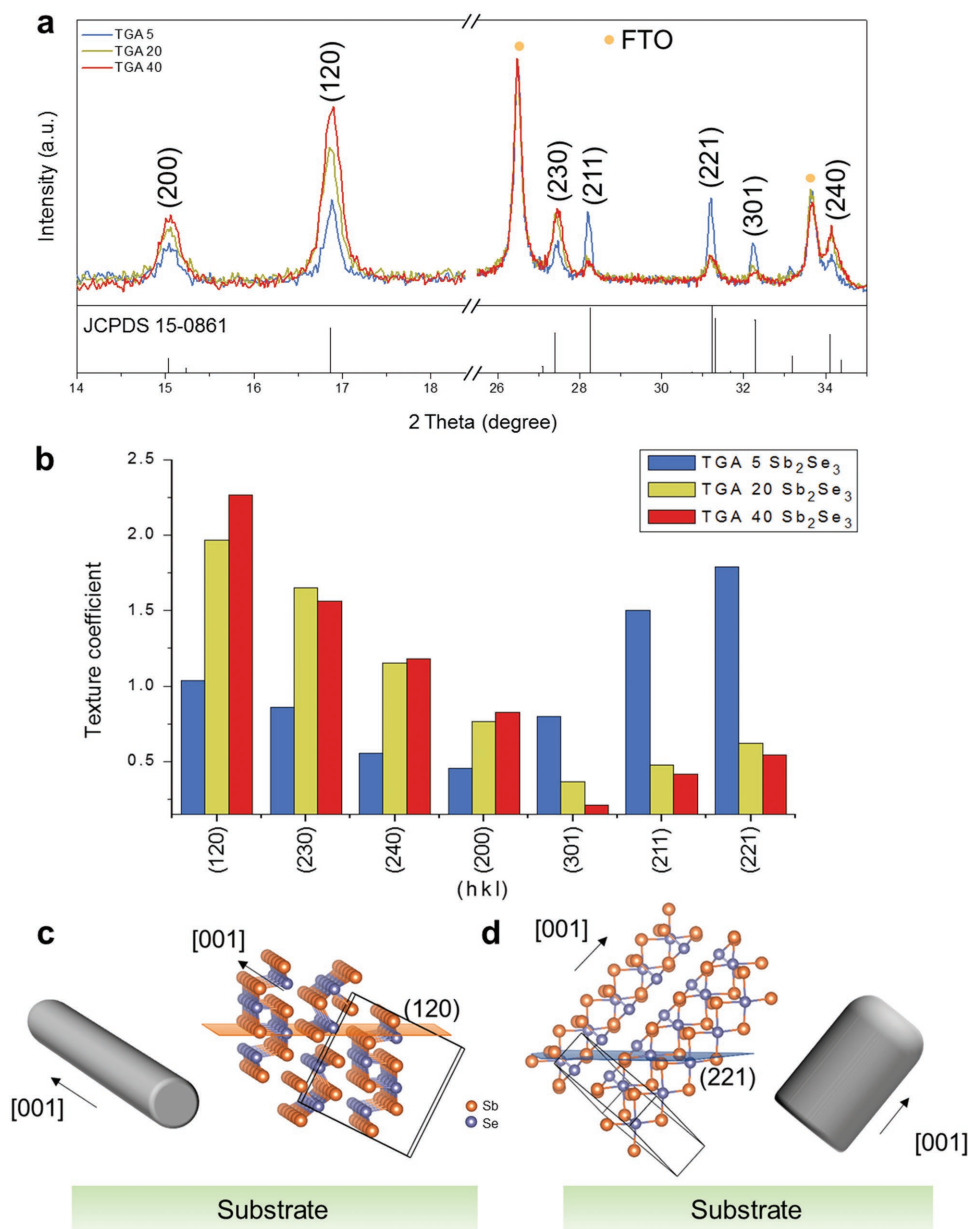 a
TGA 5
TGA 20
TGA 40
FTO
(200)
(120)
(230)
(211)
(221)
(301)
(240)
Intensity (a.u.)
JCPDS 15-0861
14 15 16 17 18 26 28 30 32 34
2 Theta (degree)
b
TGA 5 Sb₂Se₃
TGA 20 Sb₂Se₃
TGA 40 Sb₂Se₃
Texture coefficient
2.5
2.0
1.5
1.0
0.5
(120) (230) (240) (200) (301) (211) (221)
(hkl)
c
[001]
(120)
[001]
Sb
Se
Substrate
d
[001]
(221)
[001]
Substrate